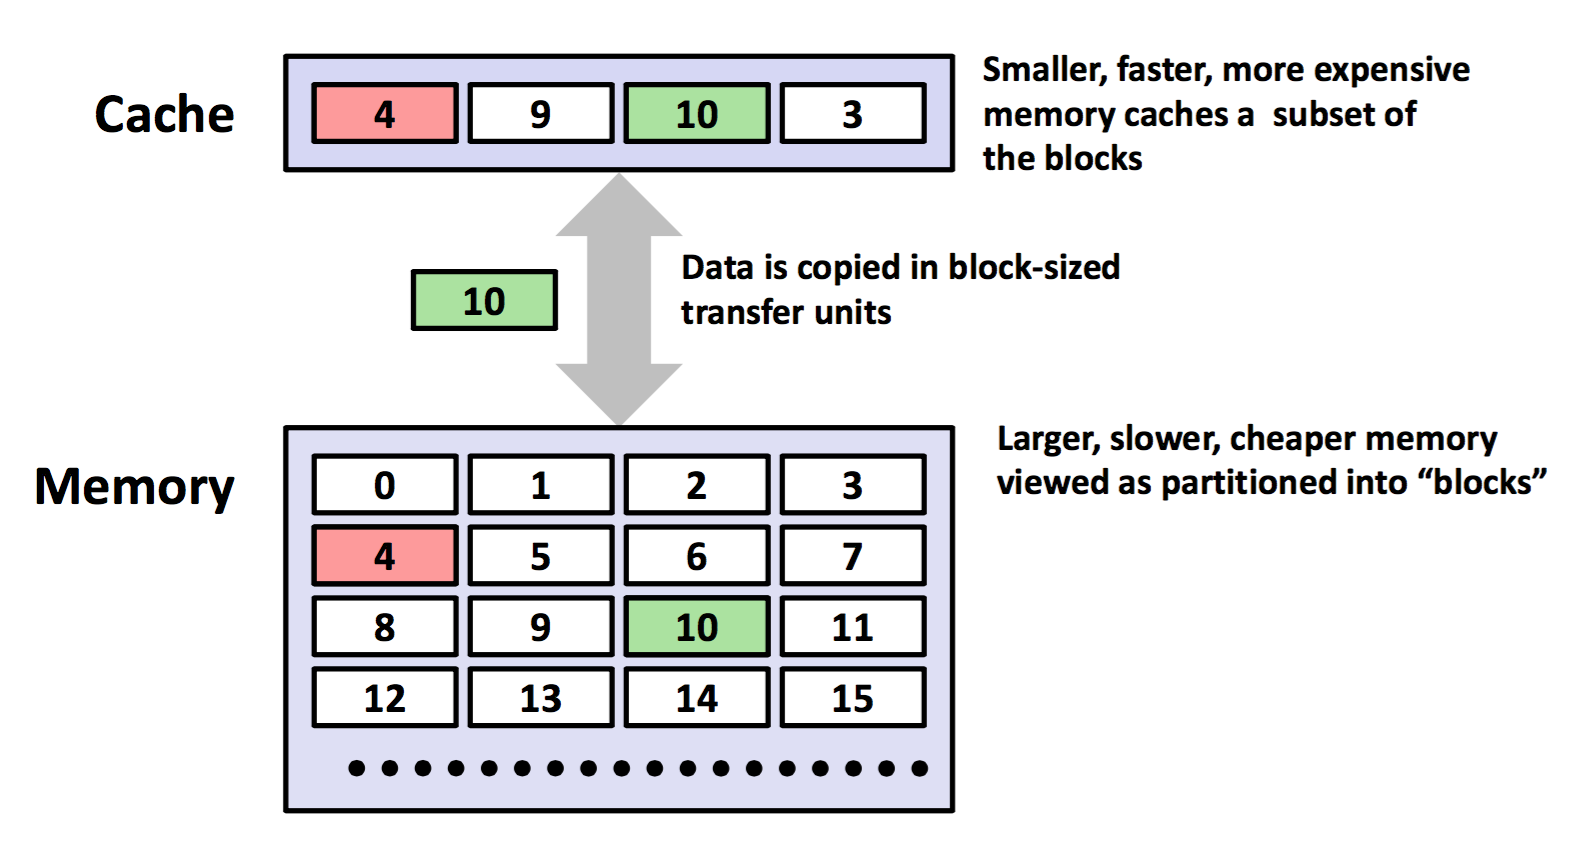 Cache
4 9 10 3
Smaller, faster, more expensive
memory caches a subset of
the blocks
10
Data is copied in block-sized
transfer units
Memory
0 1 2 3
4 5 6 7
8 9 10 11
12 13 14 15
Larger, slower, cheaper memory
viewed as partitioned into “blocks”